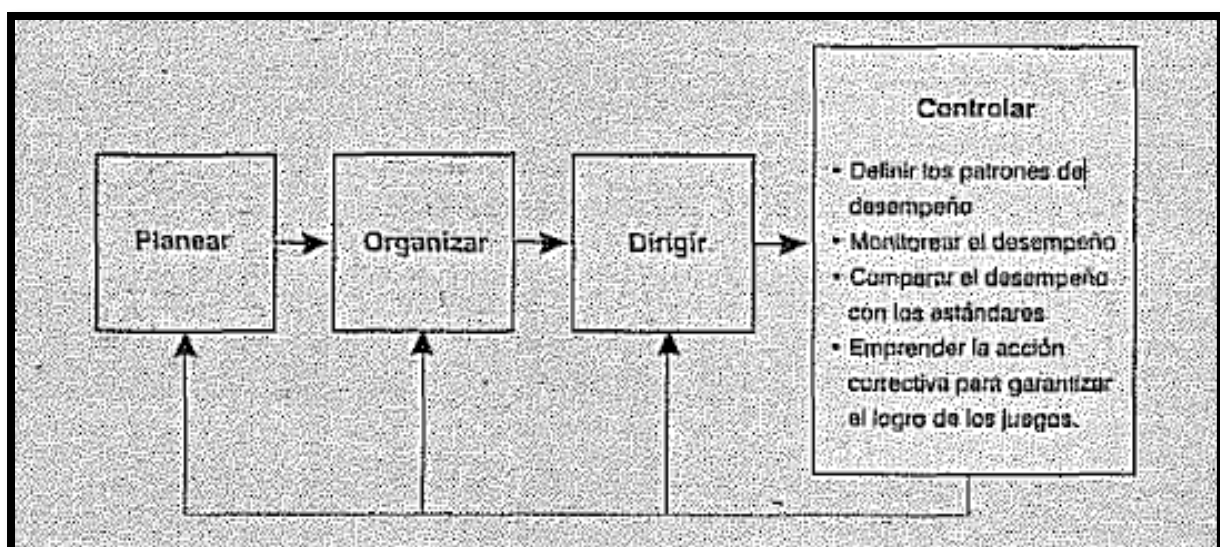 Planear
Organizar
Dirigir
Controlar
• Definir los patrones de
desempeño
• Monitorear el desempeño
• Comparar el desempeño
con los estándares
• Emprender la acción
correctiva para garantizar
el logro de los juegos.